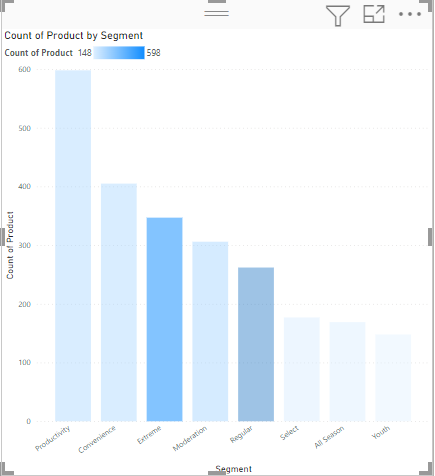 Count of Product by Segment
Count of Product 148 598
600
500
400
300
200
100
0
Count of Product
Productivity
Convenience
Extreme
Moderation
Regular
Select
All Season
Youth
Segment